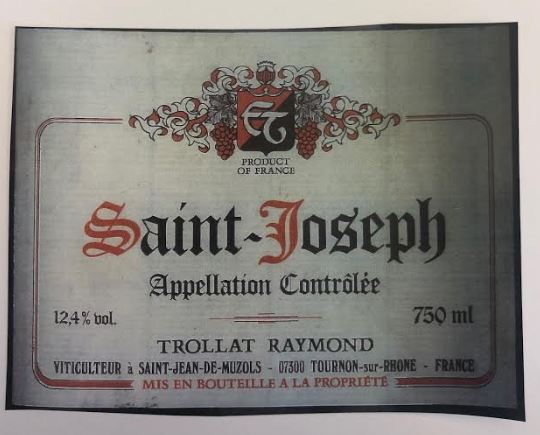 ET
PRODUCT
OF FRANCE
Saint-Joseph
Appellation Contrôlée
12,4% vol.
750 ml
TROLLAT RAYMOND
VITICULTEUR à SAINT-JEAN-DE-MUZOLS - 07300 TOURNON-sur-RHONE - FRANCE
MIS EN BOUTEILLE A LA PROPRIÉTÉ